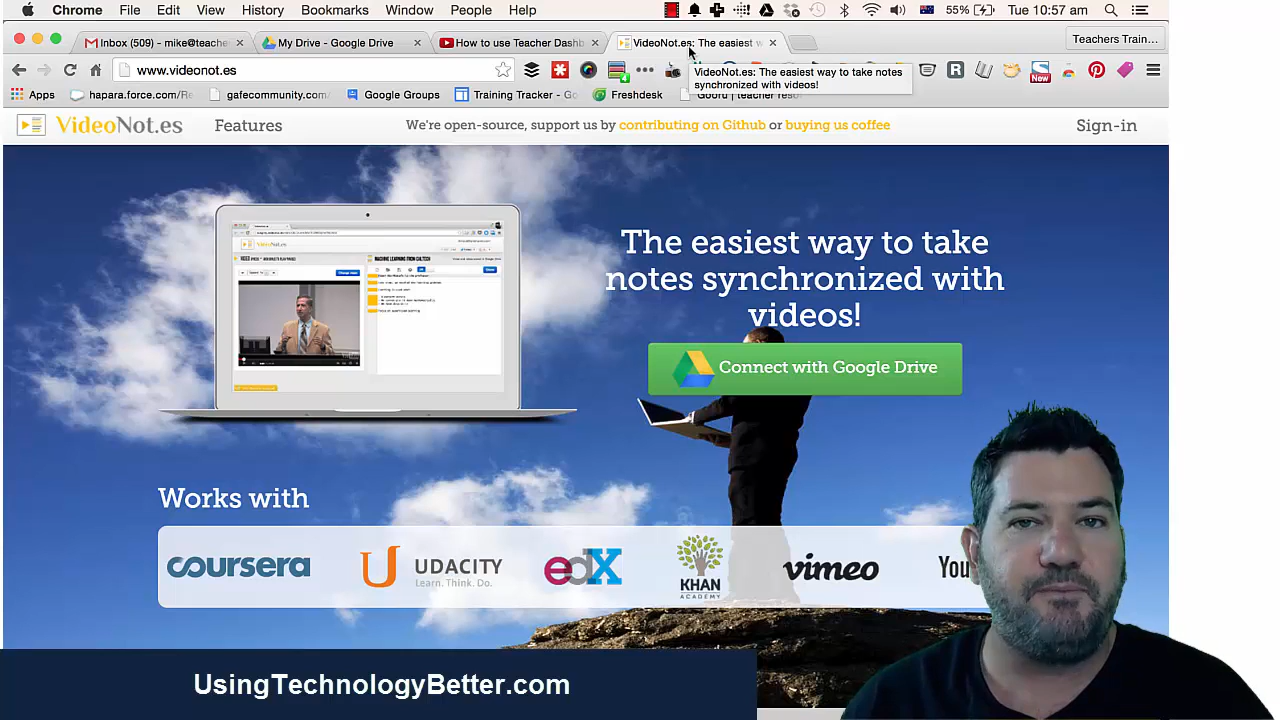 Chrome File Edit View History Bookmarks Window People Help 55% Tue 10:57 am
Inbox (509) – mike@teache
My Drive - Google Drive
How to use Teacher Dashb
VideoNot.es: The easiest w
Teachers Train…
www.videonot.es
New
VideoNot.es: The easiest way to take notes
synchronized with videos!
Apps hapara.force.com/Re gafecommunity.com/ Google Groups Training Tracker - Go Freshdesk Gooru | teacher reso
VideoNot.es Features We're open-source, support us by contributing on Github or buying us coffee Sign-in
The easiest way to take
notes synchronized with
videos!
Connect with Google Drive
Works with
coursera
UDACITY
Learn. Think. Do.
edX
KHAN
ACADEMY
vimeo
You
UsingTechnologyBetter.com